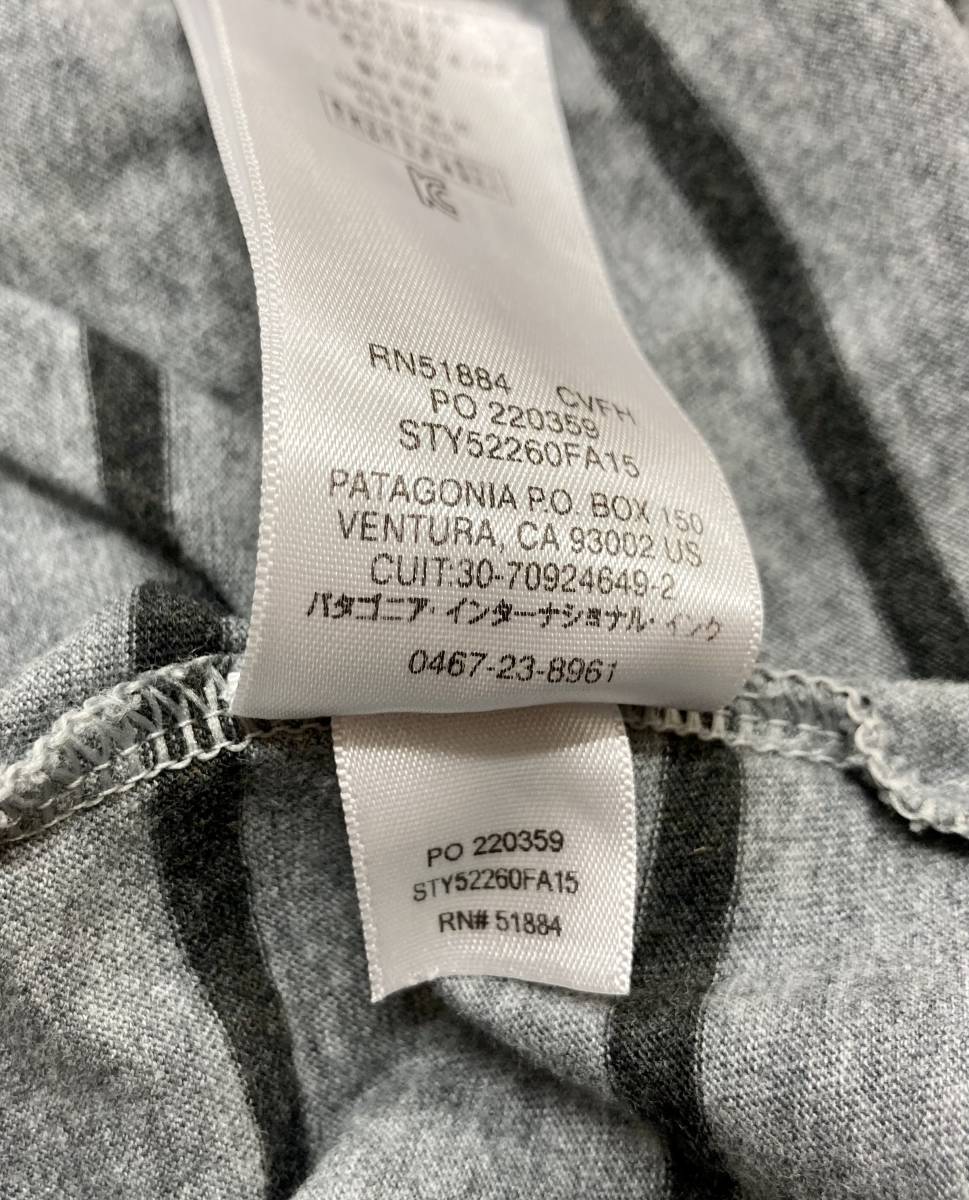 RN51884 CVFH
PO 220359
STY52260FA15
PATAGONIA P.O. BOX 150
VENTURA, CA 93002 US
CUIT:30-70924649-2
パタゴニア・インターナショナル・インク
0467-23-8961
PO 220359
STY52260FA15
RN# 51884